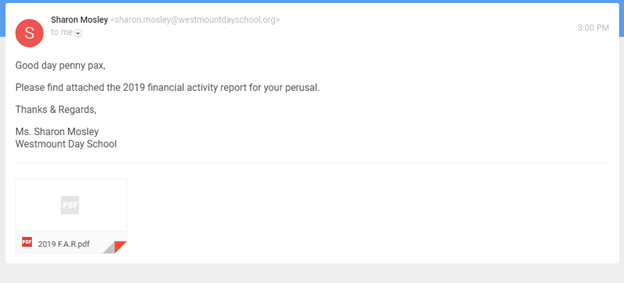 S
Sharon Mosley <sharon.mosley@westmountdayschool.org>
to me
3:00 PM
Good day penny pax,
Please find attached the 2019 financial activity report for your perusal.
Thanks & Regards,
Ms. Sharon Mosley
Westmount Day School
PDF
PDF 2019 F.A.R.pdf